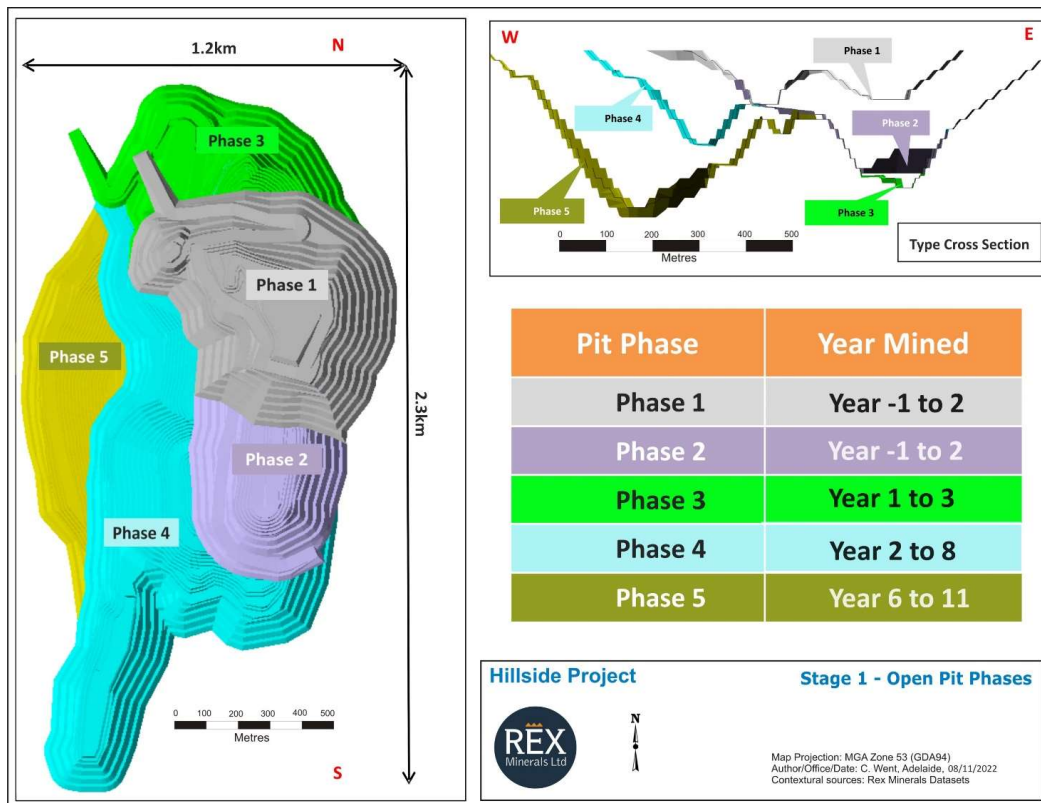 1.2km
N
Phase 3
Phase 1
Phase 5
2.3km
Phase 2
Phase 4
0 100 200 300 400 500
Metres
S
W
E
Phase 1
Phase 4
Phase 2
Phase 5
Phase 3
0 100 200 300 400 500
Metres
Type Cross Section
Pit Phase Year Mined
Phase 1 Year -1 to 2
Phase 2 Year -1 to 2
Phase 3 Year 1 to 3
Phase 4 Year 2 to 8
Phase 5 Year 6 to 11
Hillside Project
Stage 1 - Open Pit Phases
REX
Minerals Ltd
N
Map Projection: MGA Zone 53 (GDA94)
Author/Office/Date: C. Went, Adelaide, 08/11/2022
Contextural sources: Rex Minerals Datasets